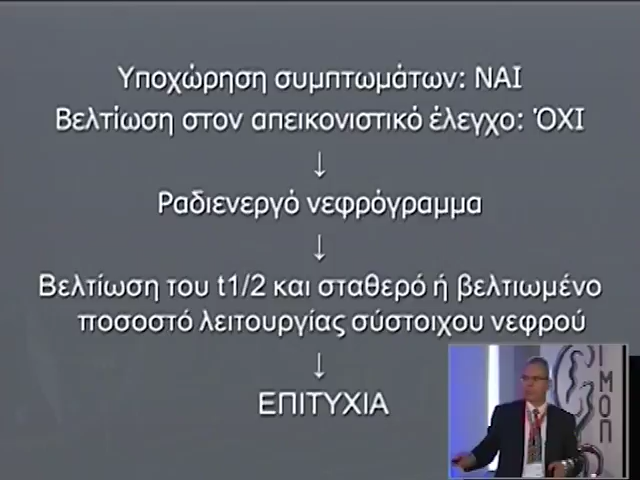 Υποχώρηση συμπτωμάτων: ΝΑΙ
Βελτίωση στον απεικονιστικό έλεγχο: ΌΧΙ
↓
Ραδιενεργό νεφρόγραμμα
↓
Βελτίωση του t1/2 και σταθερό ή βελτιωμένο
ποσοστό λειτουργίας σύστοιχου νεφρού
↓
ΕΠΙΤΥΧΙΑ
ΙΜΟΠ